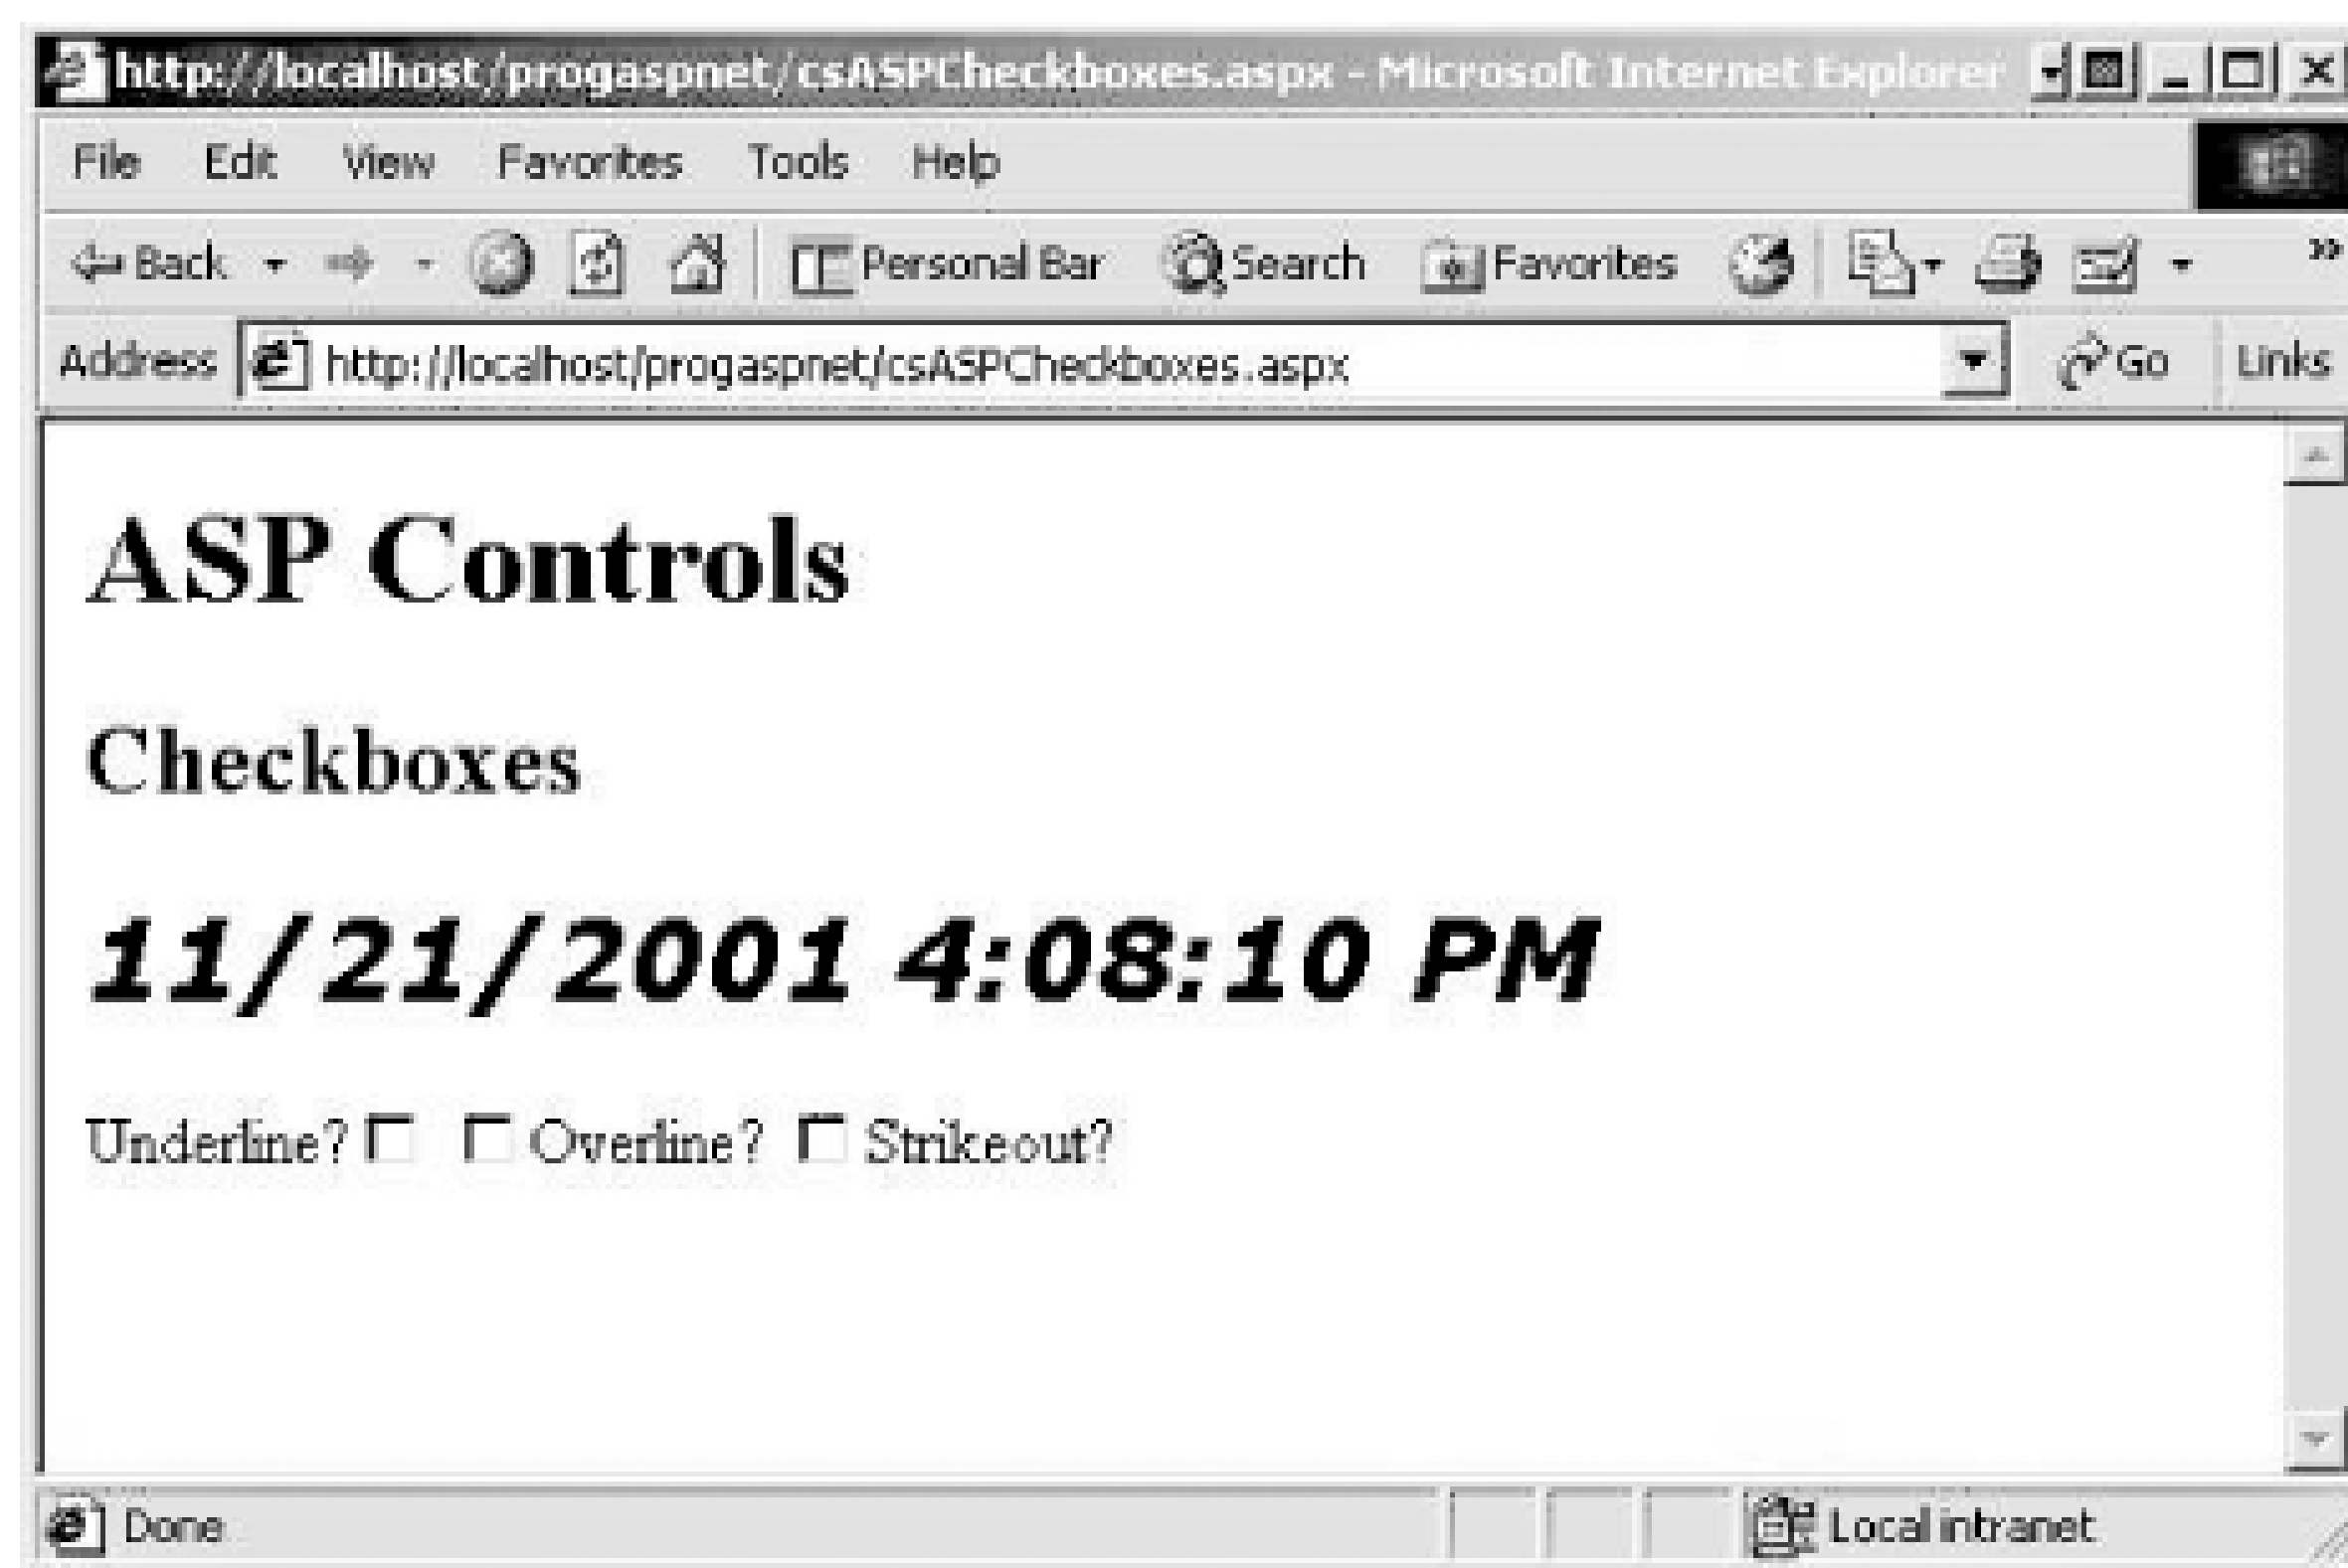 http://localhost/progaspnet/csASPCheckboxes.aspx - Microsoft Internet Explorer
File Edit View Favorites Tools Help
Back Personal Bar Search Favorites »
Address http://localhost/progaspnet/csASPCheckboxes.aspx Go Links
ASP Controls
Checkboxes
11/21/2001 4:08:10 PM
Underline? Overline? Strikeout?
Done Local intranet